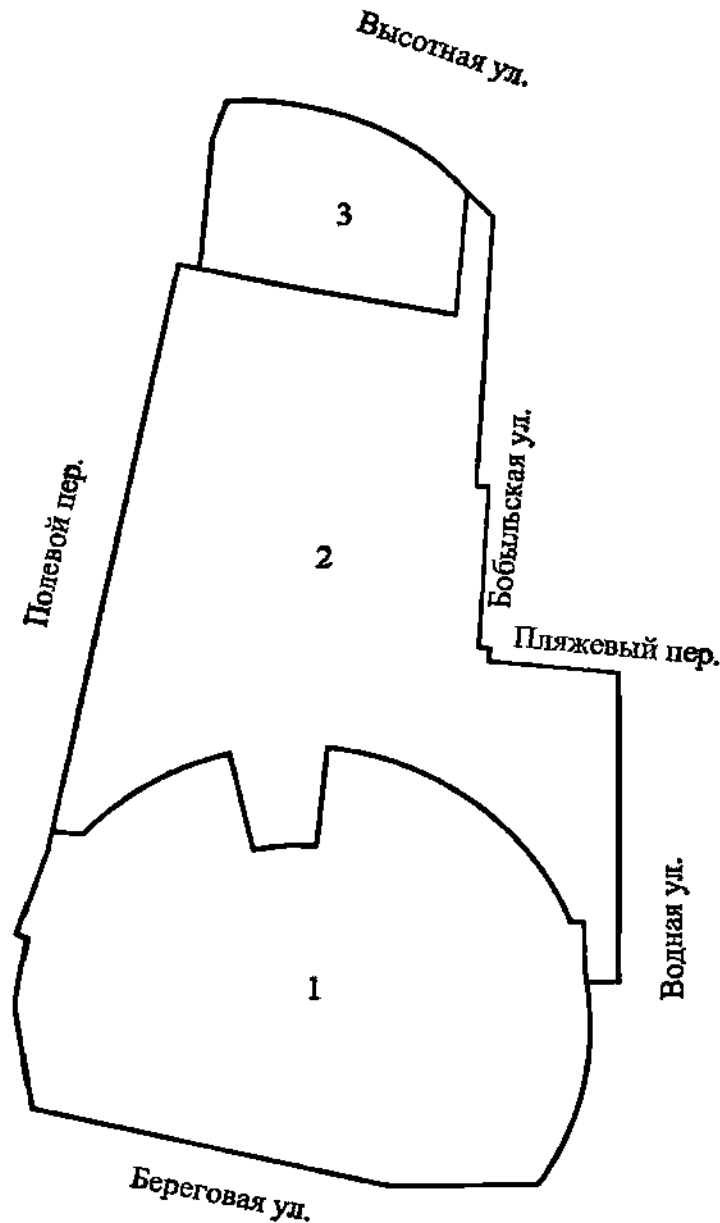 Высотная ул.
3
Полевой пер.
Бобыльская ул.
2
Пляжевый пер.
Водная ул.
1
Береговая ул.